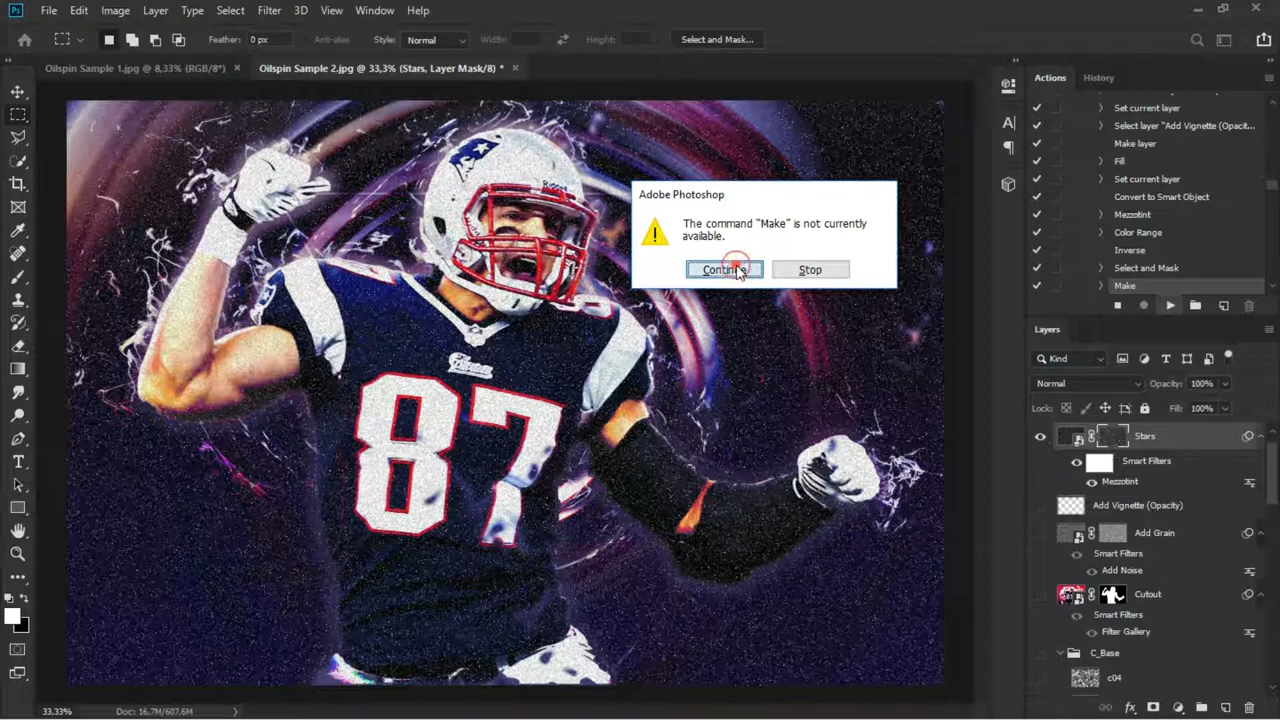 Ps File Edit Image Layer Type Select Filter 3D View Window Help
Feather: 0 px Anti-alias Style: Normal Width: Height: Select and Mask...
Oilspin Sample 1.jpg @ 8,33% (RGB/8*) × Oilspin Sample 2.jpg @ 33,3% (Stars, Layer Mask/8) * ×
Actions History
Set current layer
Select layer “Add Vignette (Opacit...
Make layer
Fill
Set current layer
Convert to Smart Object
Mezzotint
Color Range
Inverse
Select and Mask
Make
Adobe Photoshop
The command “Make” is not currently
available.
Continue Stop
RIDDELL
Patriots
87
Layers
Kind
Normal Opacity: 100%
Lock: Fill: 100%
Stars
Smart Filters
Mezzotint
Add Vignette (Opacity)
Add Grain
Smart Filters
Add Noise
Cutout
Smart Filters
Filter Gallery
C_Base
c04
33,33% Doc: 16,7M/607,6M